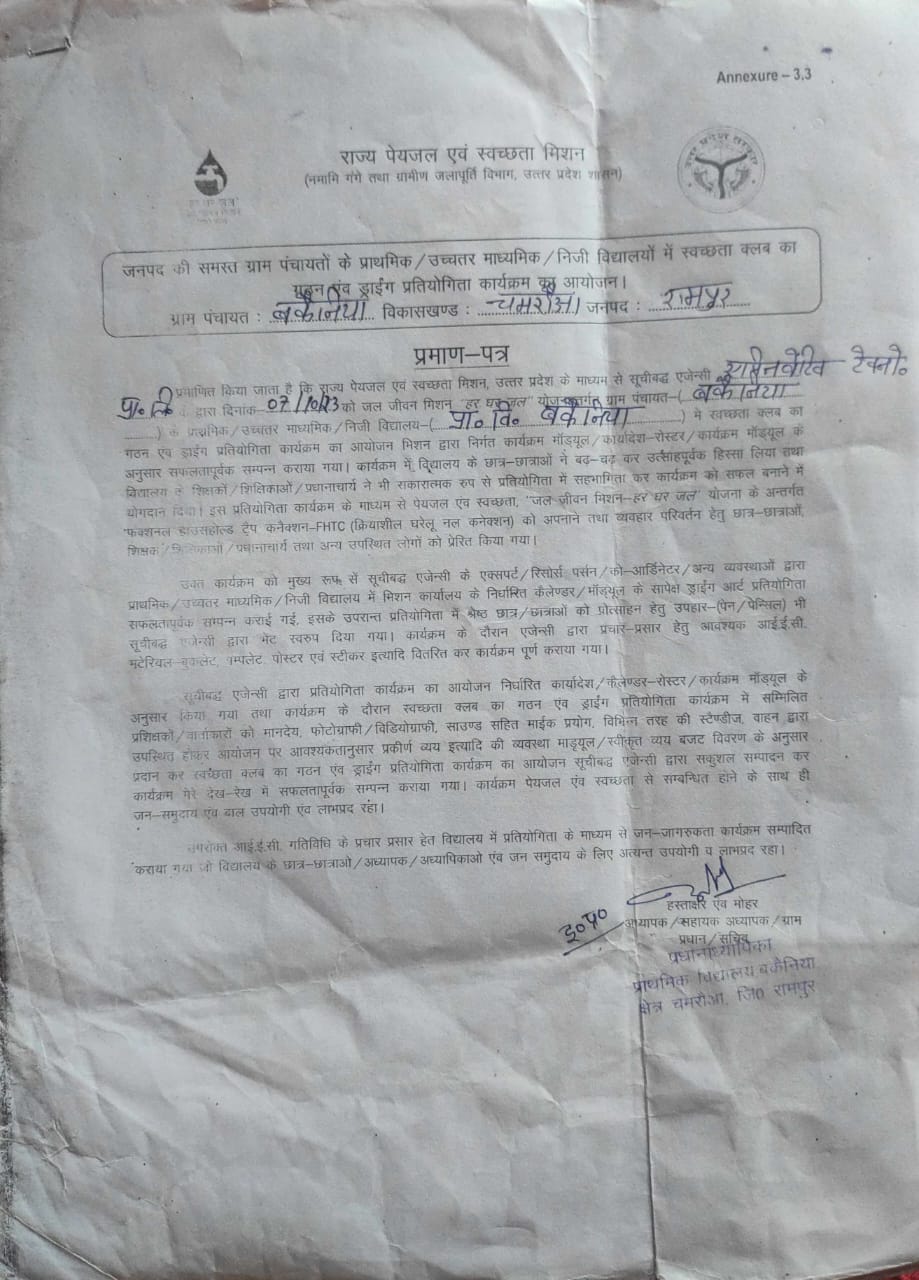 Annexure – 3.3
राज्य पेयजल एवं स्वच्छता मिशन
(नमामि गंगे तथा ग्रामीण जलापूर्ति विभाग, उत्तर प्रदेश शासन)
उत्तर प्रदेश सरकार
जनपद की समस्त ग्राम पंचायतों के प्राथमिक/उच्चतर माध्यमिक/निजी विद्यालयों में स्वच्छता क्लब का
गठन एंव ड्राईंग प्रतियोगिता कार्यक्रम का आयोजन।
ग्राम पंचायत : बकैनिया विकासखण्ड : चमरौआ जनपद : रामपुर
प्रमाण–पत्र
प्रमाणित किया जाता है कि राज्य पेयजल एवं स्वच्छता मिशन, उत्तर प्रदेश के माध्यम से सूचीबद्ध एजेन्सी टेक्नो०
प्रा० लि० के द्वारा दिनांक–07/10/23 को जल जीवन मिशन "हर घर जल" योजनान्तर्गत ग्राम पंचायत–( बकैनिया
) के प्राथमिक/उच्चतर माध्यमिक/निजी विद्यालय–( प्रा० वि० बकैनिया ) मे स्वच्छता क्लब का
गठन एंव ड्राईंग प्रतियोगिता कार्यक्रम का आयोजन मिशन द्वारा निर्गत कार्यक्रम मॉड्यूल/कार्यादेश–रोस्टर/कार्यक्रम मॉड्यूल के
अनुसार सफलतापूर्वक सम्पन्न कराया गया। कार्यक्रम में विद्यालय के छात्र–छात्राओं ने बढ़–चढ़ कर उत्साहपूर्वक हिस्सा लिया तथा
विद्यालय के शिक्षकों/शिक्षिकाओं/प्रधानाचार्य ने भी सकारात्मक रुप से प्रतियोगिता में सहभागिता कर कार्यक्रम को सफल बनाने में
योगदान दिया। इस प्रतियोगिता कार्यक्रम के माध्यम से पेयजल एंव स्वच्छता, "जल जीवन मिशन–हर घर जल" योजना के अन्तर्गत
फंक्शनल हाउसहोल्ड टैप कनेक्शन–FHTC (क्रियाशील घरेलू नल कनेक्शन) को अपनाने तथा व्यवहार परिवर्तन हेतु छात्र–छात्राओं,
शिक्षक/शिक्षिकाओं/प्रधानाचार्य तथा अन्य उपस्थित लोगों को प्रेरित किया गया।
उक्त कार्यक्रम को मुख्य रूप सें सूचीबद्ध एजेन्सी के एक्सपर्ट/रिसोर्स पर्सन/को–आर्डिनेटर/अन्य व्यवस्थाओं द्वारा
प्राथमिक/उच्चतर माध्यमिक/निजी विद्यालय में मिशन कार्यालय के निर्धारित कैलेण्डर/मॉड्यूल के सापेक्ष ड्राईंग आर्ट प्रतियोगिता
सफलतापूर्वक सम्पन कराई गई, इसके उपरान्त प्रतियोगिता में श्रेष्ठ छात्र/छात्राओं को प्रोत्साहन हेतु उपहार–(पेन/पेन्सिल) भी
सूचीबद्ध एजेन्सी द्वारा भेंट स्वरुप दिया गया। कार्यक्रम के दौरान एजेन्सी द्वारा प्रचार–प्रसार हेतु आवश्यक आई.ई.सी.
मटेरियल–बुकलेट, पम्पलेट, पोस्टर एवं स्टीकर इत्यादि वितरित कर कार्यक्रम पूर्ण कराया गया।
सूचीबद्ध एजेन्सी द्वारा प्रतियोगिता कार्यक्रम का आयोजन निर्धारित कार्यादेश/कैलेण्डर–रोस्टर/कार्यक्रम मॉड्यूल के
अनुसार किया गया तथा कार्यक्रम के दौरान स्वच्छता क्लब का गठन एंव ड्राईंग प्रतियोगिता कार्यक्रम में सम्मिलित
प्रशिक्षकों/वार्ताकारों को मानदेय, फोटोग्राफी/विडियोग्राफी, साउण्ड सहित माईक प्रयोग, विभिन्न तरह की स्टैण्डीज, वाहन द्वारा
उपस्थित होकर आयोजन पर आवश्यकतानुसार प्रकीर्ण व्यय इत्यादि की व्यवस्था माड्यूल/स्वीकृत व्यय बजट विवरण के अनुसार
प्रदान कर स्वच्छता क्लब का गठन एंव ड्राईंग प्रतियोगिता कार्यक्रम का आयोजन सूचीबद्ध एजेन्सी द्वारा सकुशल सम्पादन कर
कार्यक्रम मेरे देख–रेख में सफलतापूर्वक सम्पन्न कराया गया। कार्यक्रम पेयजल एंव स्वच्छता से सम्बन्धित होने के साथ ही
जन–समुदाय एंव बाल उपयोगी एंव लाभप्रद रहा।
उपरोक्त आई.ई.सी. गतिविधि के प्रचार प्रसार हेतु विद्यालय में प्रतियोगिता के माध्यम से जन–जागरुकता कार्यक्रम सम्पादित
कराया गया जो विद्यालय के छात्र–छात्राओं/अध्यापक/अध्यापिकाओ एंव जन समुदाय के लिए अत्यन्त उपयोगी व लाभप्रद रहा।
हस्ताक्षर एंव मोहर
इ०प्र० अध्यापक/सहायक अध्यापक/ग्राम
प्रधान/सचिव
प्रधानाध्यापिका
प्राथमिक विद्यालय बकैनिया
क्षेत्र चमरौआ, जि0 रामपुर